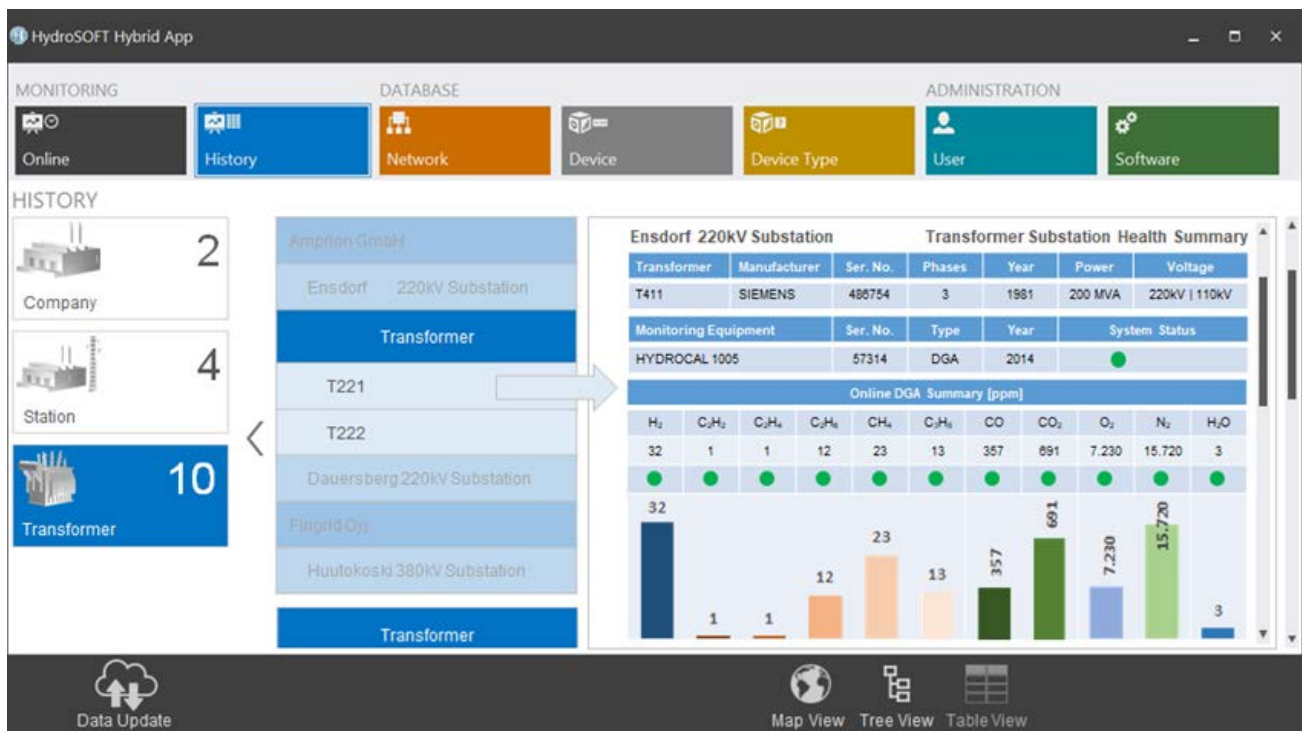 HydroSOFT Hybrid App
MONITORING DATABASE ADMINISTRATION
Online History Network Device Device Type User Software
HISTORY
2
Company
4
Station
10
Transformer
Amprion GmbH
Ensdorf 220kV Substation
Transformer
T221
T222
Dauersberg 220kV Substation
Fingrid Oyj
Huutokoski 380kV Substation
Transformer
Ensdorf 220kV Substation Transformer Substation Health Summary
Transformer Manufacturer Ser. No. Phases Year Power Voltage
T411 SIEMENS 486754 3 1981 200 MVA 220kV | 110kV
Monitoring Equipment Ser. No. Type Year System Status
HYDROCAL 1005 57314 DGA 2014
Online DGA Summary [ppm]
H₂ C₂H₂ C₂H₄ C₂H₆ CH₄ C₃H₆ CO CO₂ O₂ N₂ H₂O
32 1 1 12 23 13 357 691 7.230 15.720 3
32 1 1 12 23 13 357 691 7.230 15.720 3
Data Update Map View Tree View Table View